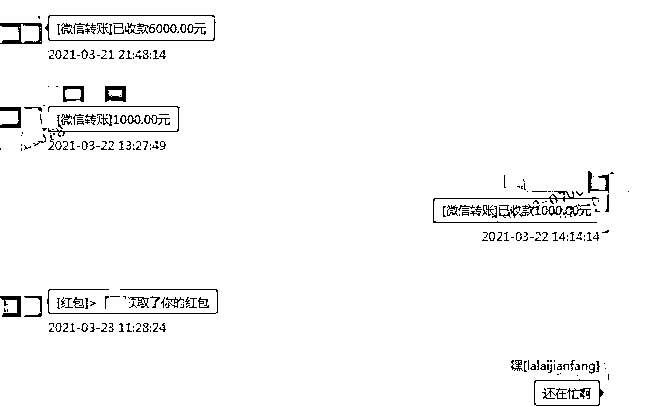 [微信转账]已收款6000.00元
2021-03-21 21:48:14
[微信转账]1000.00元
2021-03-22 13:27:49
[微信转账]已收款1000.00元
2021-03-22 14:14:14
[红包]> 领取了你的红包
2021-03-23 11:28:24
[lalaijianfang]
还在忙啊